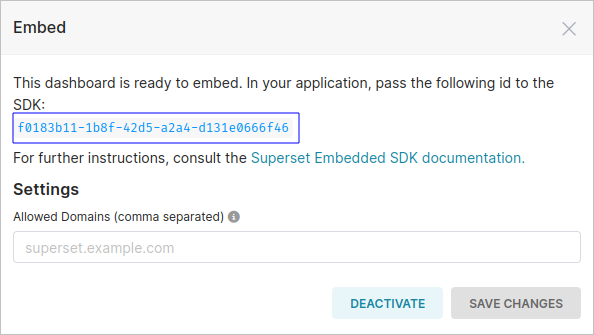 Embed
This dashboard is ready to embed. In your application, pass the following id to the
SDK:
f0183b11-1b8f-42d5-a2a4-d131e0666f46
For further instructions, consult the Superset Embedded SDK documentation.
Settings
Allowed Domains (comma separated)
superset.example.com
DEACTIVATE SAVE CHANGES